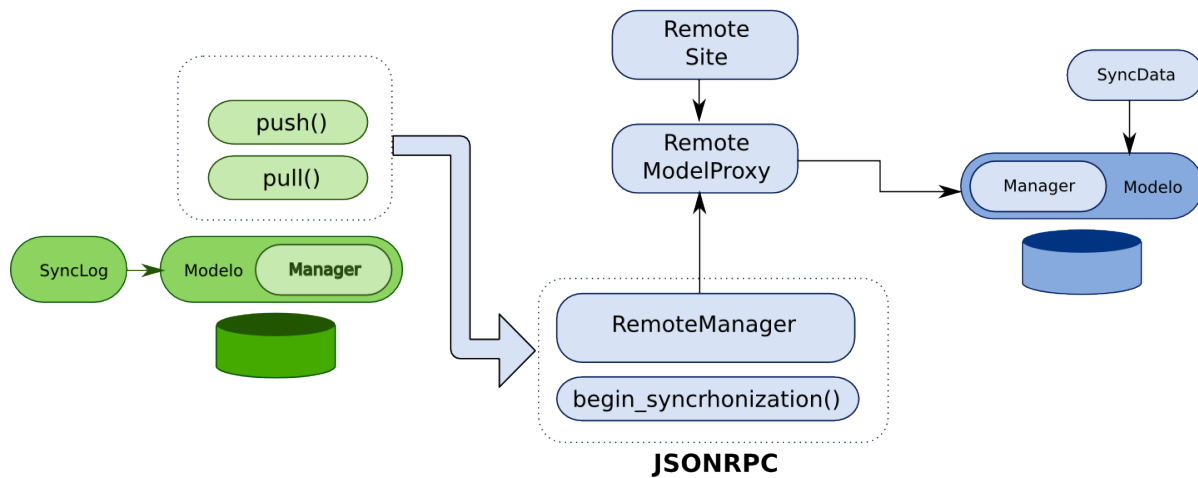 Remote
Site
SyncData
push()
Remote
ModelProxy
pull()
Manager
Modelo
SyncLog
Modelo
Manager
RemoteManager
begin_syncrhonization()
JSONRPC